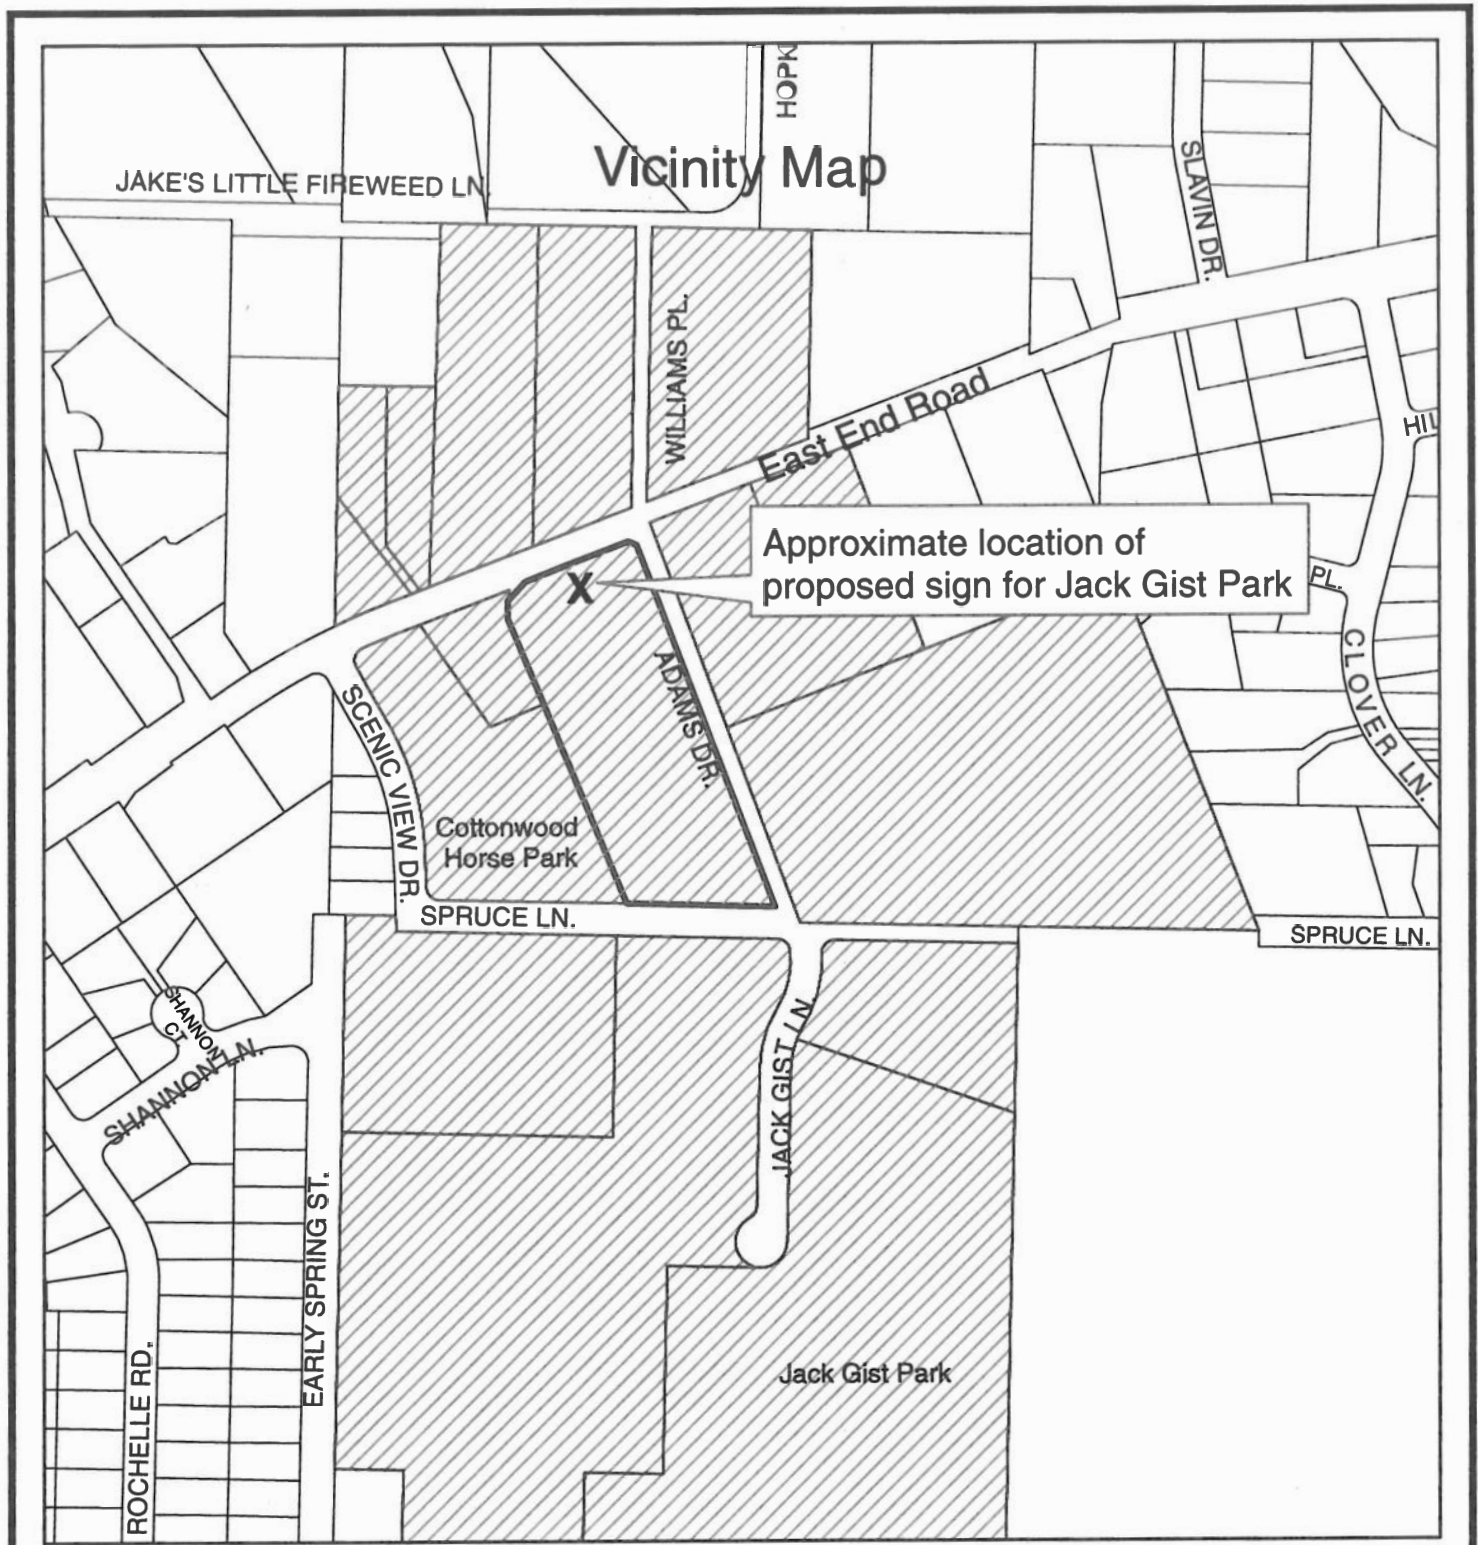 HOPK
Vicinity Map
JAKE'S LITTLE FIREWEED LN.
SLAVIN DR.
WILLIAMS PL.
East End Road
HIL
Approximate location of
proposed sign for Jack Gist Park
X
PL.
CLOVER LN.
ADAMS DR.
SCENIC VIEW DR.
Cottonwood
Horse Park
SPRUCE LN.
SPRUCE LN.
SHANNON
CT.
SHANNON LN.
JACK GIST LN.
EARLY SPRING ST.
ROCHELLE RD.
Jack Gist Park